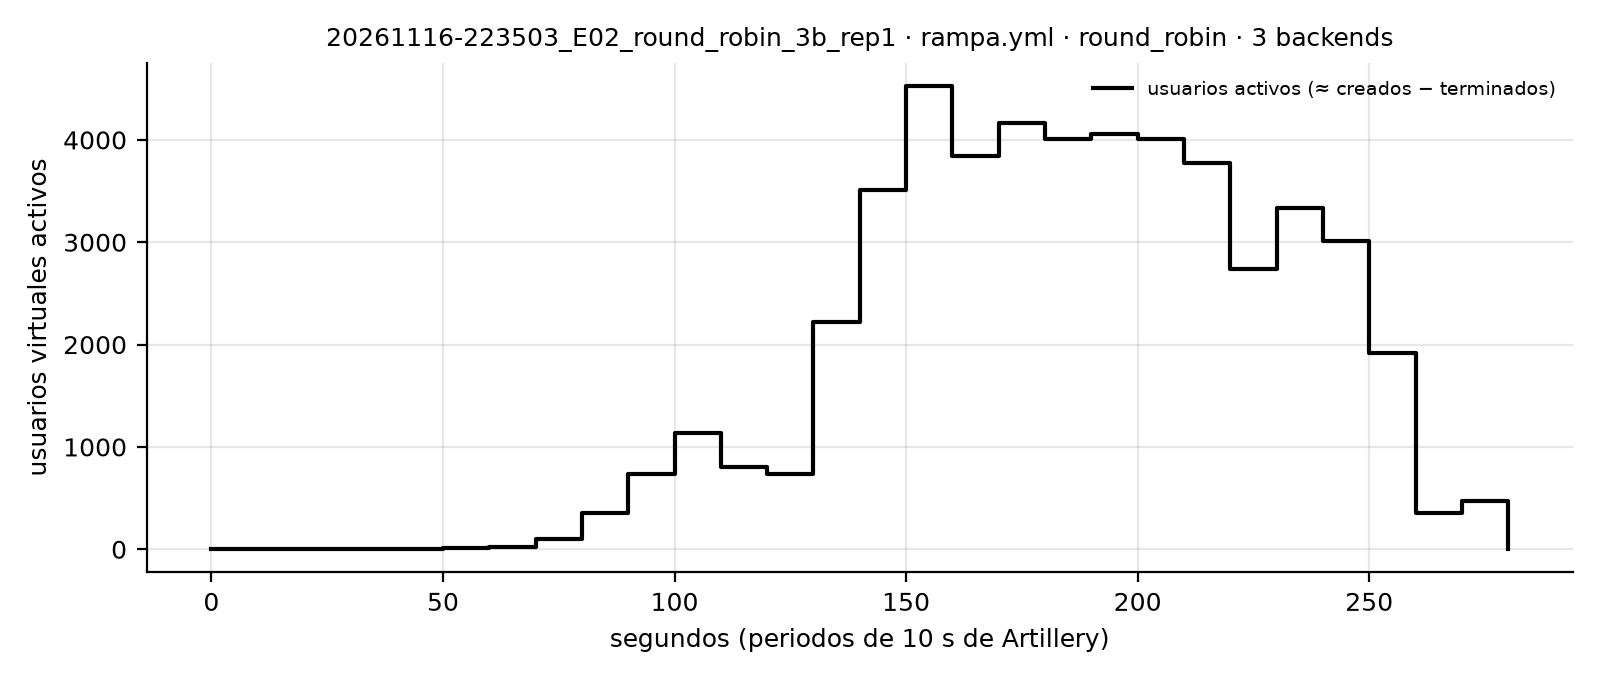 20261116-223503_E02_round_robin_3b_rep1 · rampa.yml · round_robin · 3 backends
usuarios activos (≈ creados − terminados)
usuarios virtuales activos
4000
3000
2000
1000
0
0 50 100 150 200 250
segundos (periodos de 10 s de Artillery)